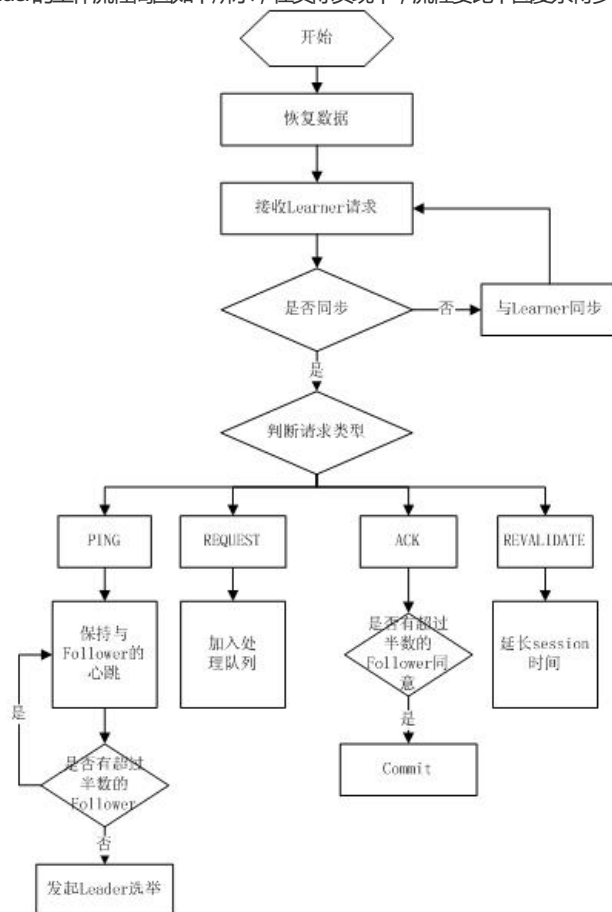 开始
恢复数据
接收Learner请求
是否同步
否
与Learner同步
是
判断请求类型
PING
REQUEST
ACK
REVALIDATE
保持与
Follower的
心跳
加入处
理队列
是否有超过
半数的
Follower同
意
延长session
时间
是
是
Commit
是否有超过
半数的
Follower
否
发起Leader选举